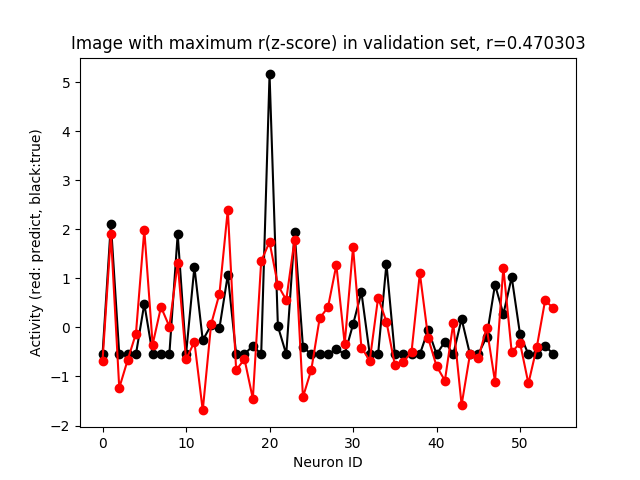 Image with maximum r(z-score) in validation set, r=0.470303
Activity (red: predict, black:true)
5
4
3
2
1
0
−1
−2
0 10 20 30 40 50
Neuron ID